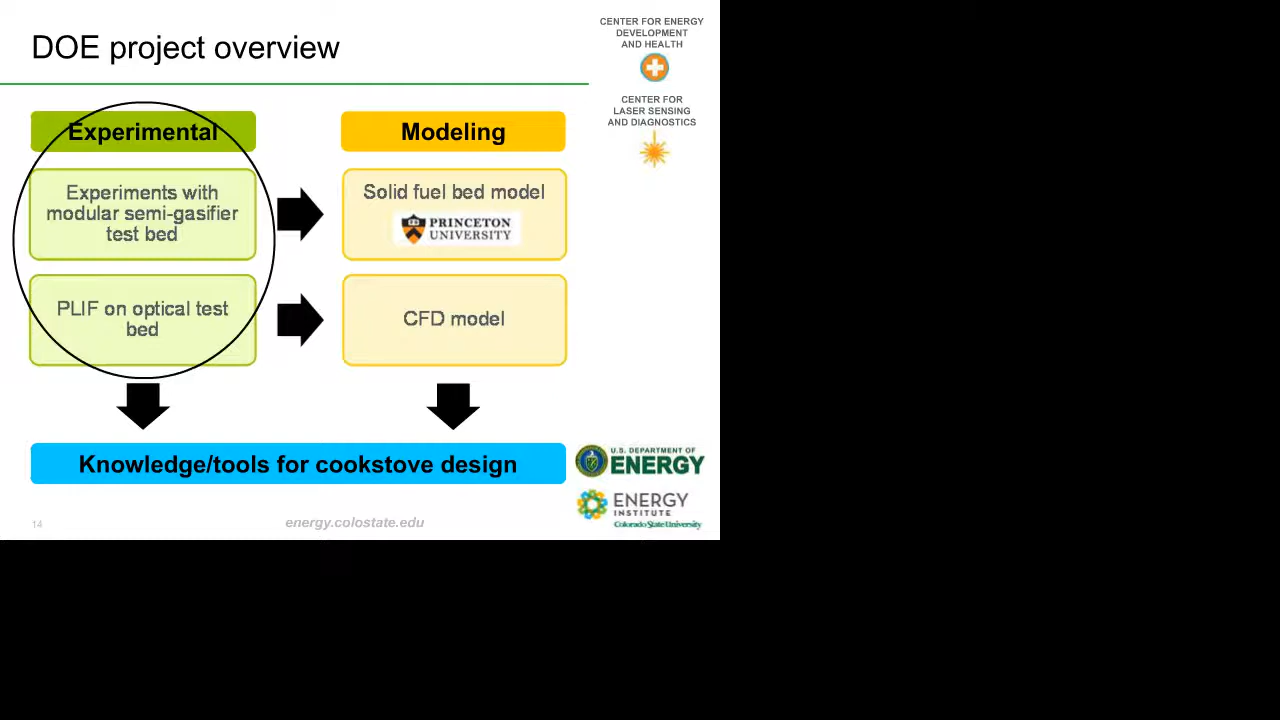 DOE project overview
CENTER FOR ENERGY
DEVELOPMENT
AND HEALTH
CENTER FOR
LASER SENSING
AND DIAGNOSTICS
Experimental
Modeling
Experiments with
modular semi-gasifier
test bed
Solid fuel bed model
PRINCETON
UNIVERSITY
PLIF on optical test
bed
CFD model
Knowledge/tools for cookstove design
U.S. DEPARTMENT OF
ENERGY
ENERGY
INSTITUTE
Colorado State University
14
energy.colostate.edu